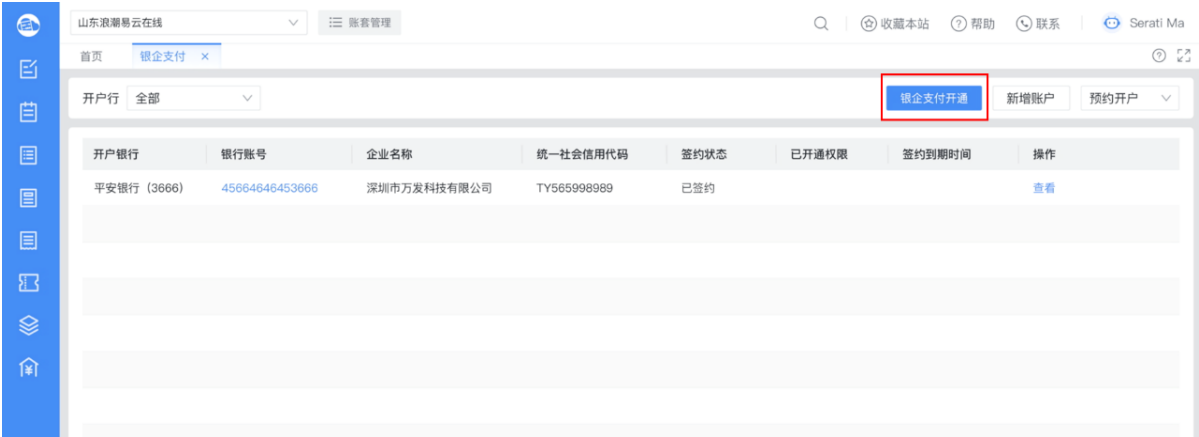 山东浪潮易云在线 账套管理 收藏本站 帮助 联系 Serati Ma
首页 银企支付 ×
开户行 全部 银企支付开通 新增账户 预约开户
开户银行 银行账号 企业名称 统一社会信用代码 签约状态 已开通权限 签约到期时间 操作
平安银行（3666） 45664646453666 深圳市万发科技有限公司 TY565998989 已签约 查看